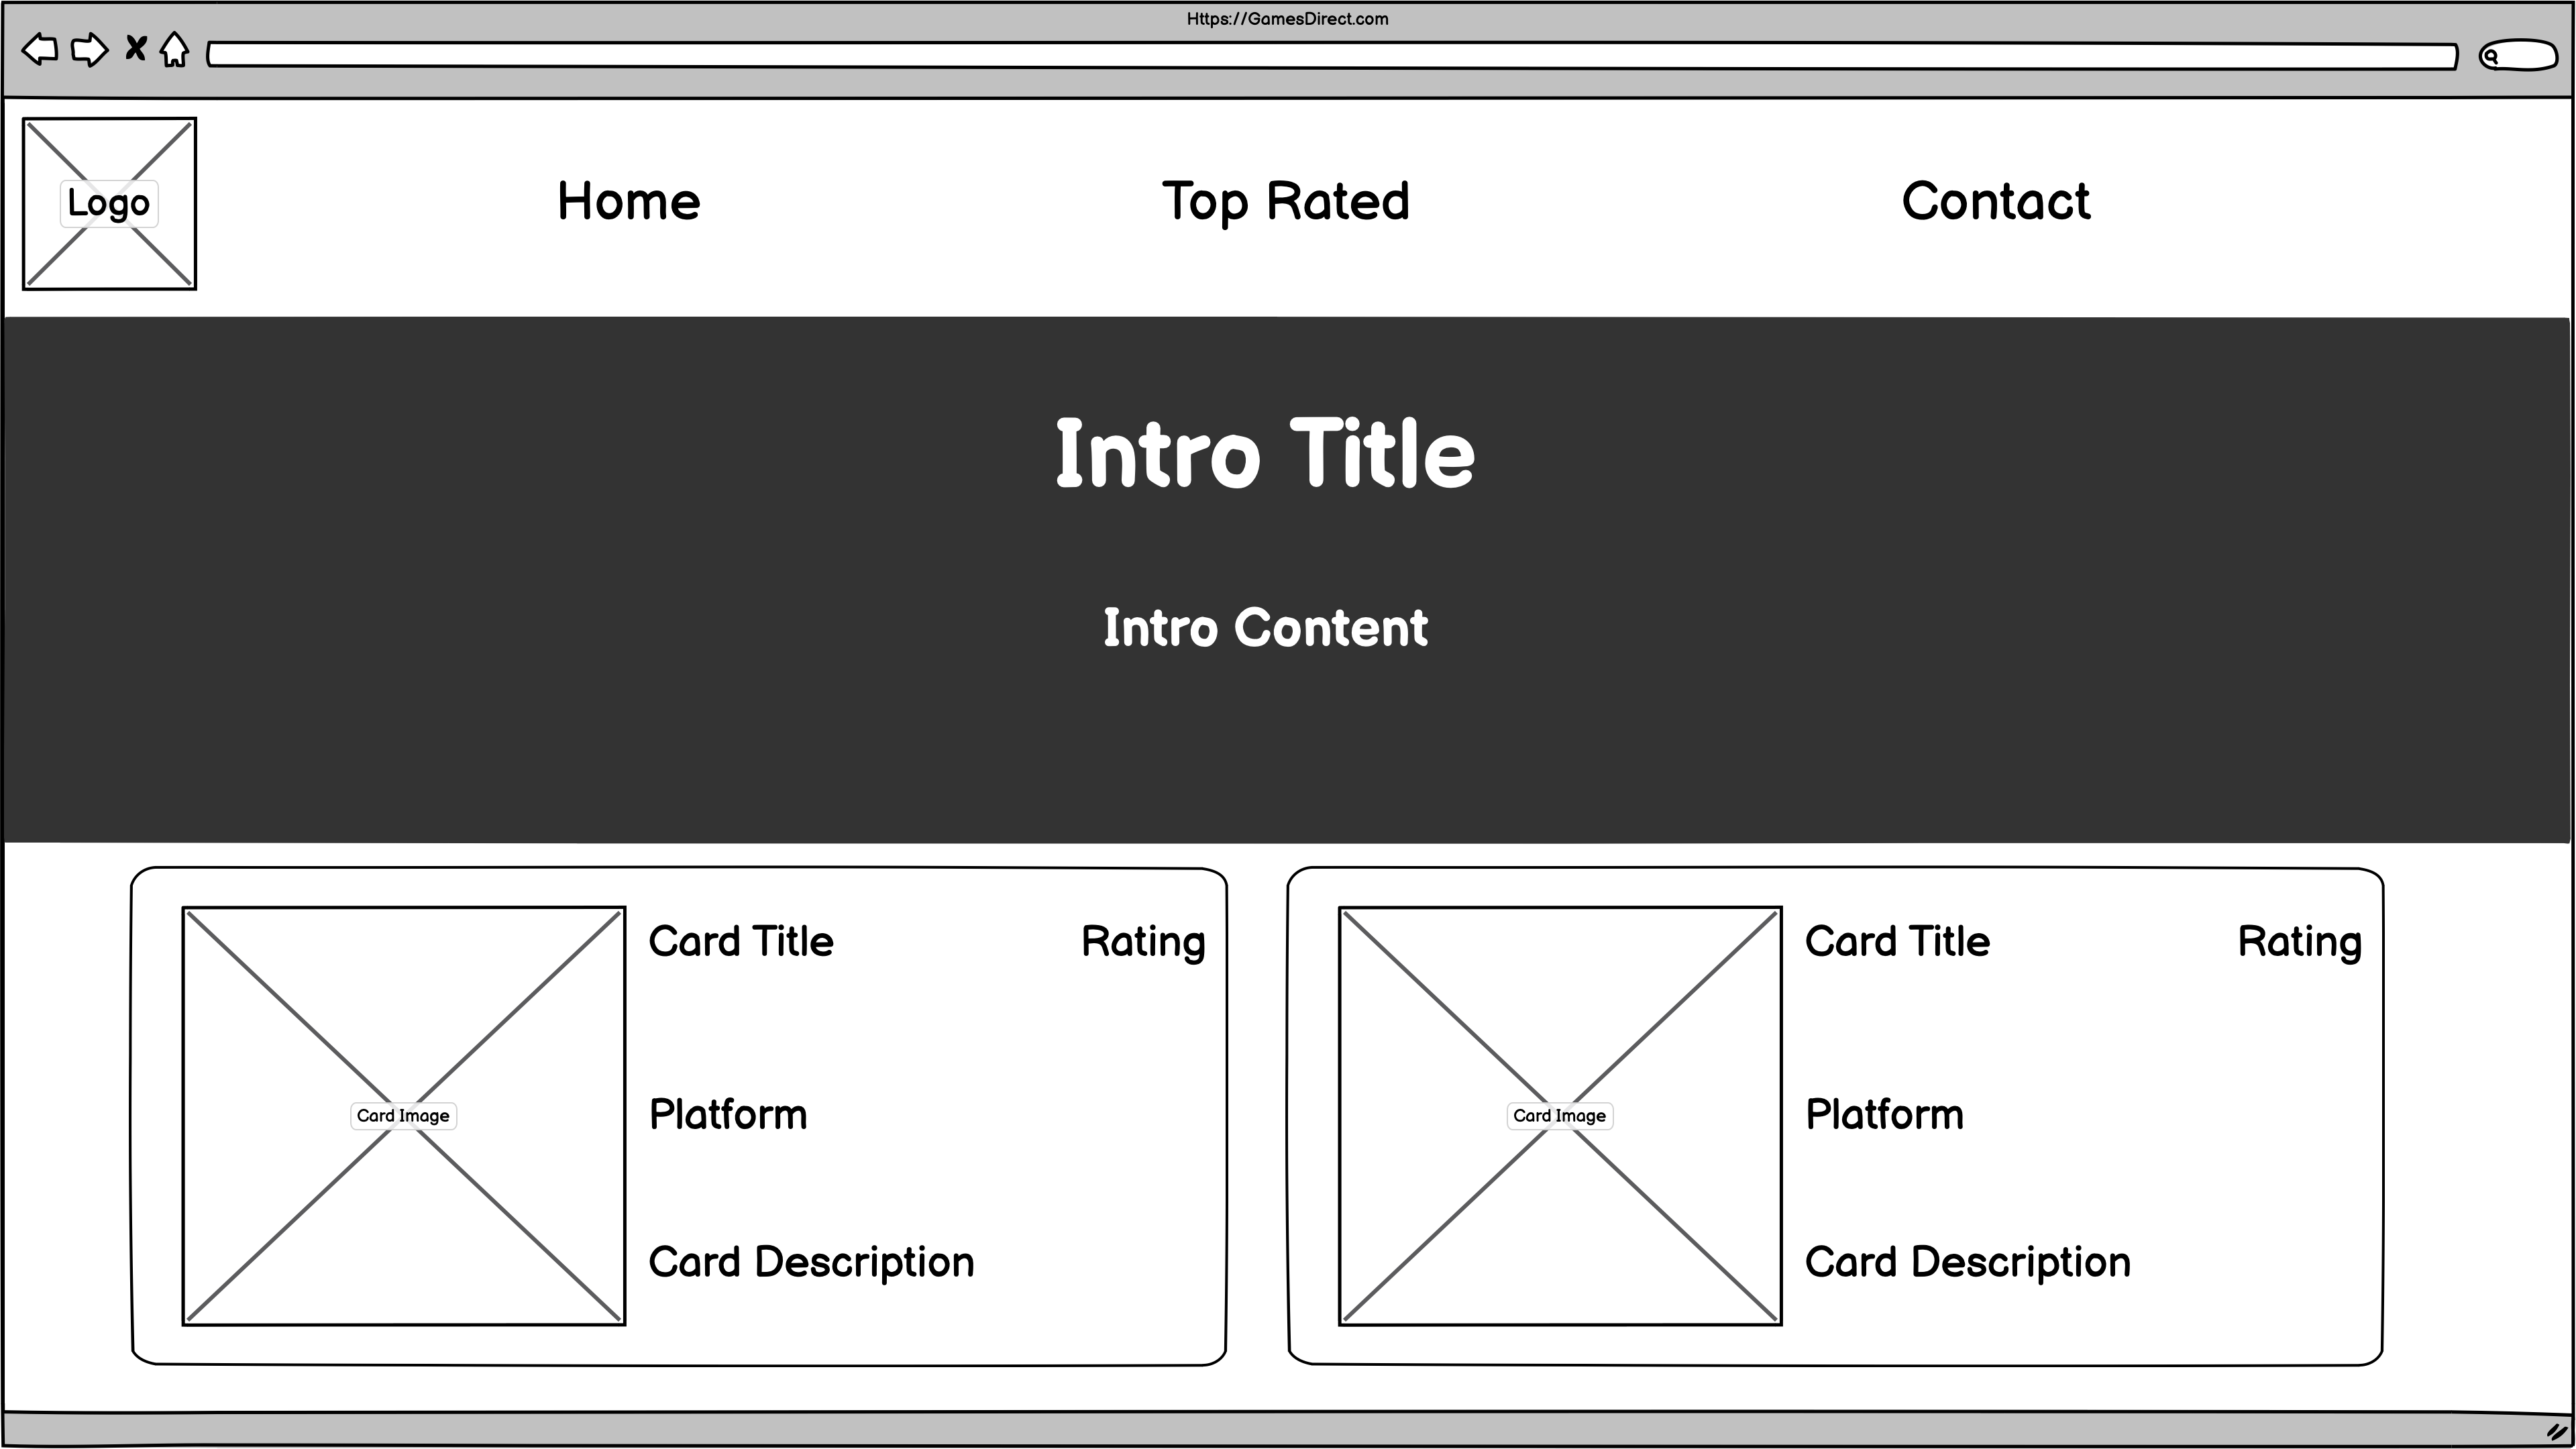 Https://GamesDirect.com
Logo
Home
Top Rated
Contact
Intro Title
Intro Content
Card Title
Rating
Card Image
Platform
Card Description
Card Title
Rating
Card Image
Platform
Card Description